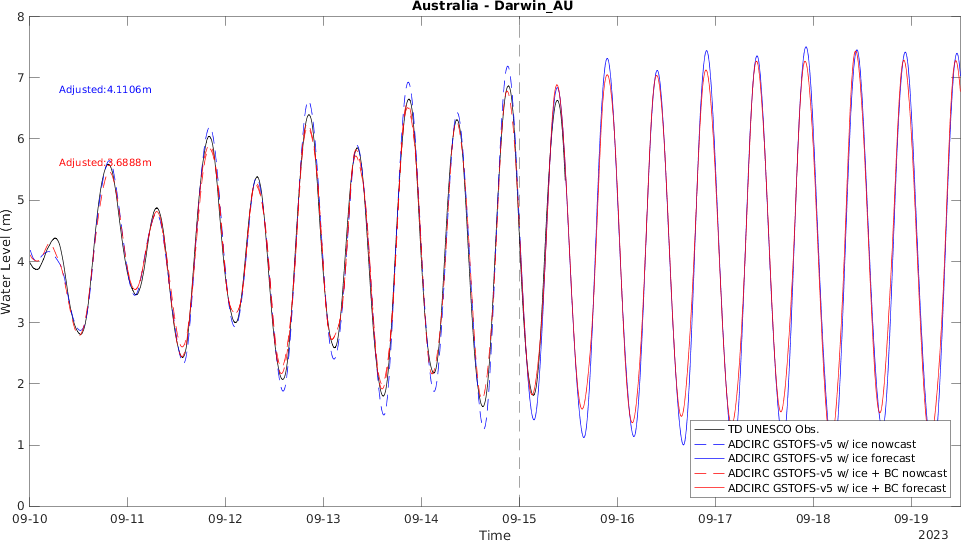 Australia - Darwin_AU
8
7
6
5
4
3
2
1
0
Water Level (m)
Adjusted:4.1106m
Adjusted:3.6888m
TD UNESCO Obs.
ADCIRC GSTOFS-v5 w/ ice nowcast
ADCIRC GSTOFS-v5 w/ ice forecast
ADCIRC GSTOFS-v5 w/ ice + BC nowcast
ADCIRC GSTOFS-v5 w/ ice + BC forecast
09-10 09-11 09-12 09-13 09-14 09-15 09-16 09-17 09-18 09-19
Time
2023